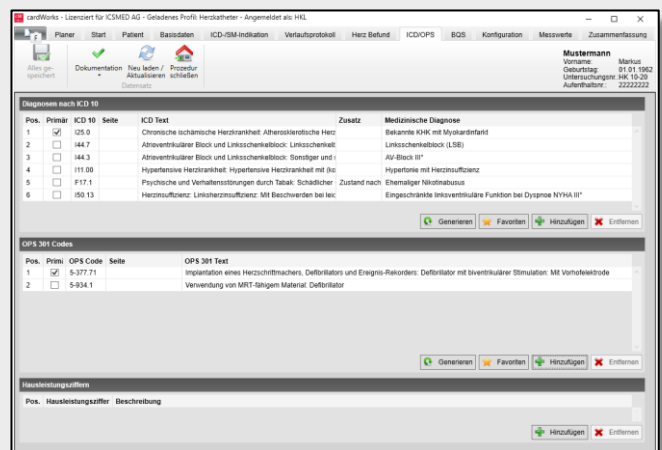 cardWorks - Lizenziert für ICSMED AG - Geladenes Profil: Herzkatheter - Angemeldet als: HKL
Planer Start Patient Basisdaten ICD-/SM-Indikation Verlaufsprotokoll Herz Befund ICD/OPS BQS Konfiguration Messwerte Zusammenfassung
Alles ge-speichert Dokumentation Neu laden / Aktualisieren Prozedur schließen
Datensatz
Mustermann
Vorname: Markus
Geburtstag: 01.01.1962
Untersuchungsnr.: HK 10-20
Aufenthaltsnr.: 22222222
Diagnosen nach ICD 10
Pos. Primär ICD 10 Seite ICD Text Zusatz Medizinische Diagnose
1 I25.0 Chronische ischämische Herzkrankheit: Atherosklerotische Herz Bekannte KHK mit Myokardinfarkt
2 I44.7 Atrioventrikulärer Block und Linksschenkelblock: Linksschenkelb Linksschenkelblock (LSB)
3 I44.3 Atrioventrikulärer Block und Linksschenkelblock: Sonstiger und AV-Block III°
4 I11.00 Hypertensive Herzkrankheit: Hypertensive Herzkrankheit mit (ko Hypertonie mit Herzinsuffizienz
5 F17.1 Psychische und Verhaltensstörungen durch Tabak: Schädlicher Zustand nach Ehemaliger Nikotinabusus
6 I50.13 Herzinsuffizienz: Linksherzinsuffizienz: Mit Beschwerden bei leic Eingeschränkte linksventrikuläre Funktion bei Dyspnoe NYHA III°
Generieren Favoriten Hinzufügen Entfernen
OPS 301 Codes
Pos. Primä OPS Code Seite OPS 301 Text
1 5-377.71 Implantation eines Herzschrittmachers, Defibrillators und Ereignis-Rekorders: Defibrillator mit biventrikulärer Stimulation: Mit Vorhofelektrode
2 5-934.1 Verwendung von MRT-fähigem Material: Defibrillator
Generieren Favoriten Hinzufügen Entfernen
Hausleistungsziffern
Pos. Hausleistungsziffer Beschreibung
Hinzufügen Entfernen